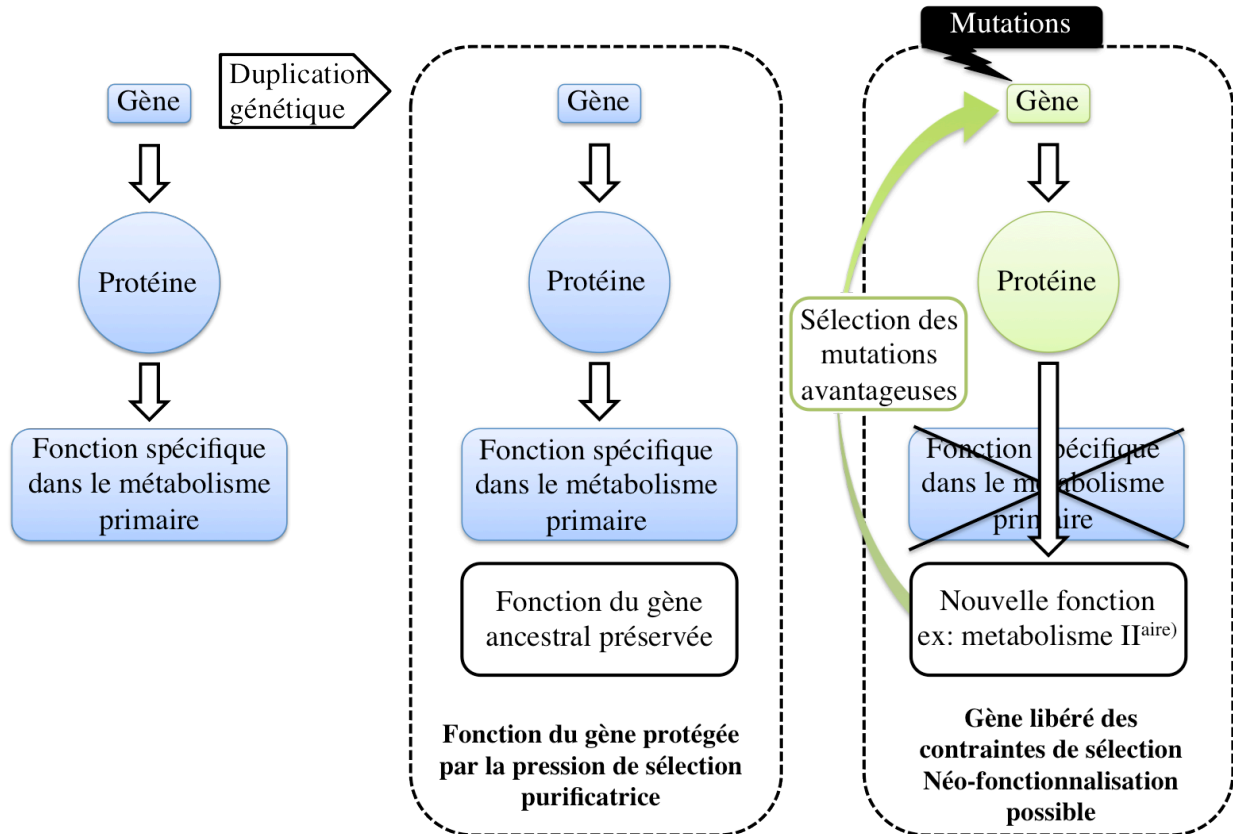 Mutations
Gène
Duplication
génétique
Gène
Gène
Protéine
Protéine
Protéine
Sélection des
mutations
avantageuses
Fonction spécifique
dans le métabolisme
primaire
Fonction spécifique
dans le métabolisme
primaire
Fonction spécifique
dans le métabolisme
primaire
Fonction du gène
ancestral préservée
Nouvelle fonction
ex: metabolisme IIaire)
Fonction du gène protégée
par la pression de sélection
purificatrice
Gène libéré des
contraintes de sélection
Néo-fonctionnalisation
possible